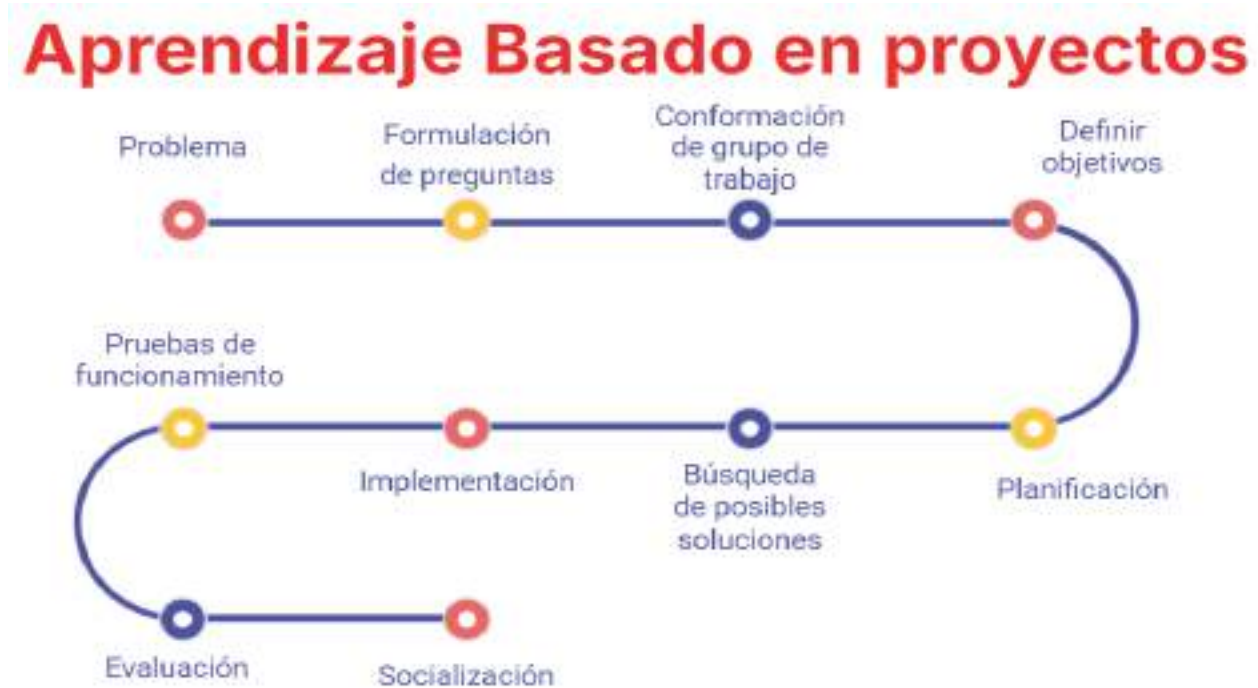 Aprendizaje Basado en proyectos
Problema
Formulación
de preguntas
Conformación
de grupo de
trabajo
Definir
objetivos
Planificación
Búsqueda
de posibles
soluciones
Implementación
Pruebas de
funcionamiento
Evaluación
Socialización